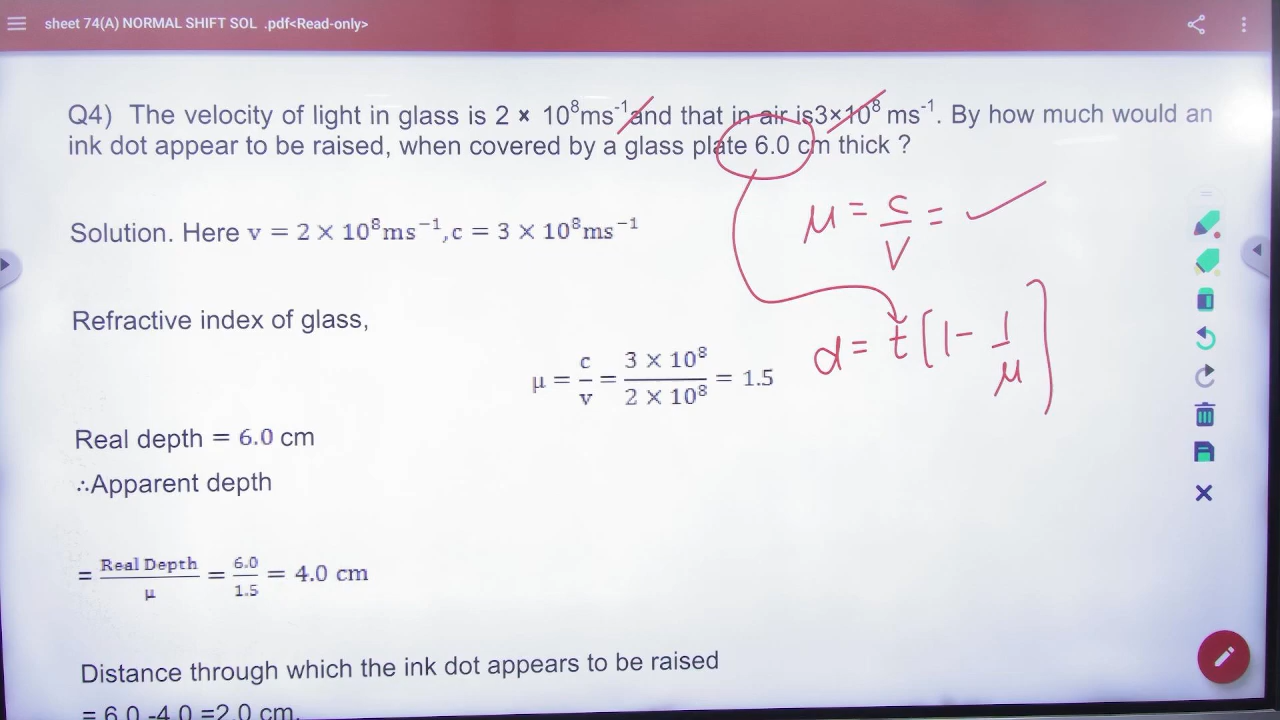 sheet 74(A) NORMAL SHIFT SOL .pdf<Read-only>
Q4) The velocity of light in glass is 2 × 10⁸ms⁻¹ and that in air is3×10⁸ ms⁻¹. By how much would an
ink dot appear to be raised, when covered by a glass plate 6.0 cm thick ?
μ = c/v = ✓
Solution. Here v = 2 × 10⁸ms⁻¹,c = 3 × 10⁸ms⁻¹
Refractive index of glass,
d = t[1 - 1/μ]
μ = c/v = (3 × 10⁸)/(2 × 10⁸) = 1.5
Real depth = 6.0 cm
∴Apparent depth
= Real Depth/μ = 6.0/1.5 = 4.0 cm
Distance through which the ink dot appears to be raised
= 6.0 -4.0 =2.0 cm.